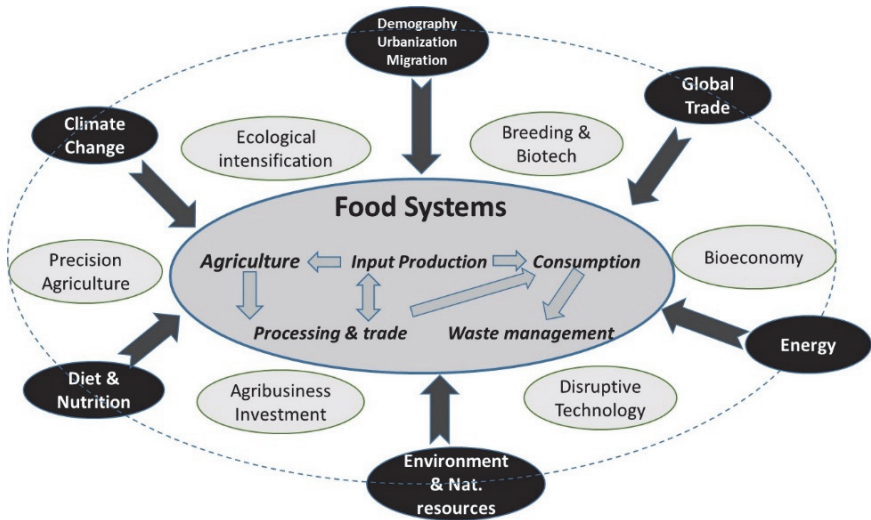 Demography
Urbanization
Migration
Global
Trade
Climate
Change
Ecological
intensification
Breeding &
Biotech
Food Systems
Precision
Agriculture
Agriculture
Input Production
Consumption
Bioeconomy
Processing & trade
Waste management
Energy
Diet &
Nutrition
Agribusiness
Investment
Disruptive
Technology
Environment
& Nat.
resources